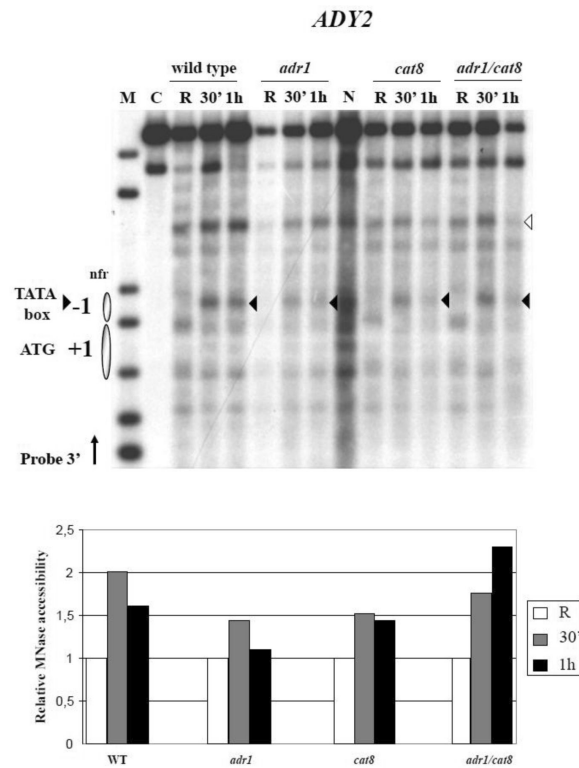 ADY2
wild type adr1 cat8 adr1/cat8
M C R 30’ 1h R 30’ 1h N R 30’ 1h R 30’ 1h
nfr
TATA -1
box
ATG +1
Probe 3’
Relative MNase accessibility
2,5
2
1,5
1
0,5
0
WT adr1 cat8 adr1/cat8
R
30'
1h